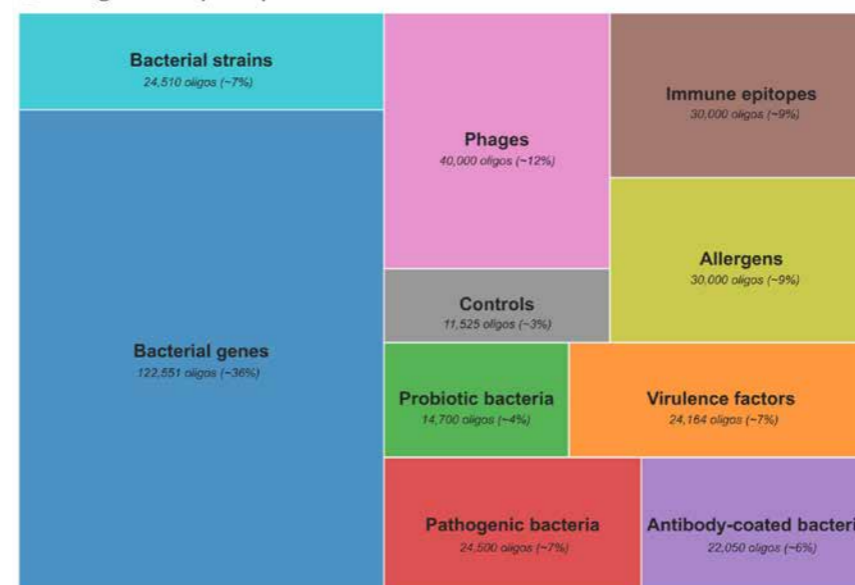 Bacterial strains
24,510 oligos (~7%)
Phages
40,000 oligos (~12%)
Immune epitopes
30,000 oligos (~9%)
Allergens
30,000 oligos (~9%)
Controls
11,525 oligos (~3%)
Bacterial genes
122,551 oligos (~36%)
Probiotic bacteria
14,700 oligos (~4%)
Virulence factors
24,164 oligos (~7%)
Pathogenic bacteria
24,500 oligos (~7%)
Antibody-coated bacteri
22,050 oligos (~6%)